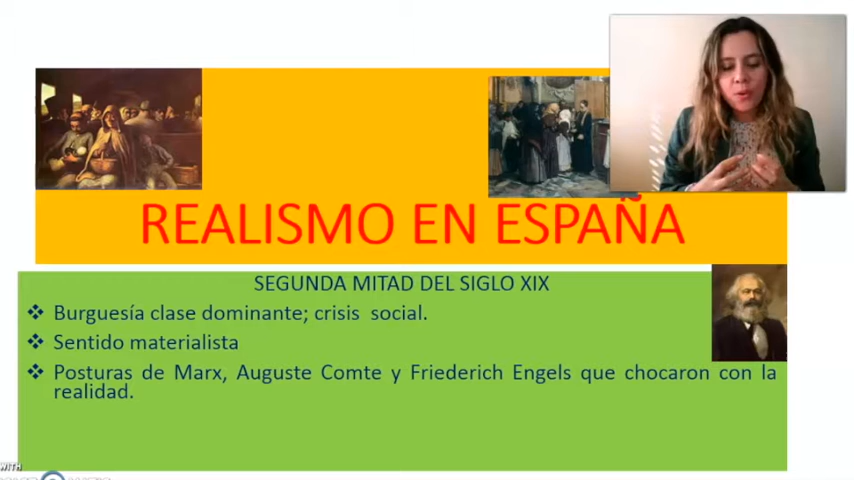 REALISMO EN ESPAÑA
SEGUNDA MITAD DEL SIGLO XIX
❖ Burguesía clase dominante; crisis social.
❖ Sentido materialista
❖ Posturas de Marx, Auguste Comte y Friederich Engels que chocaron con la
realidad.
WITH